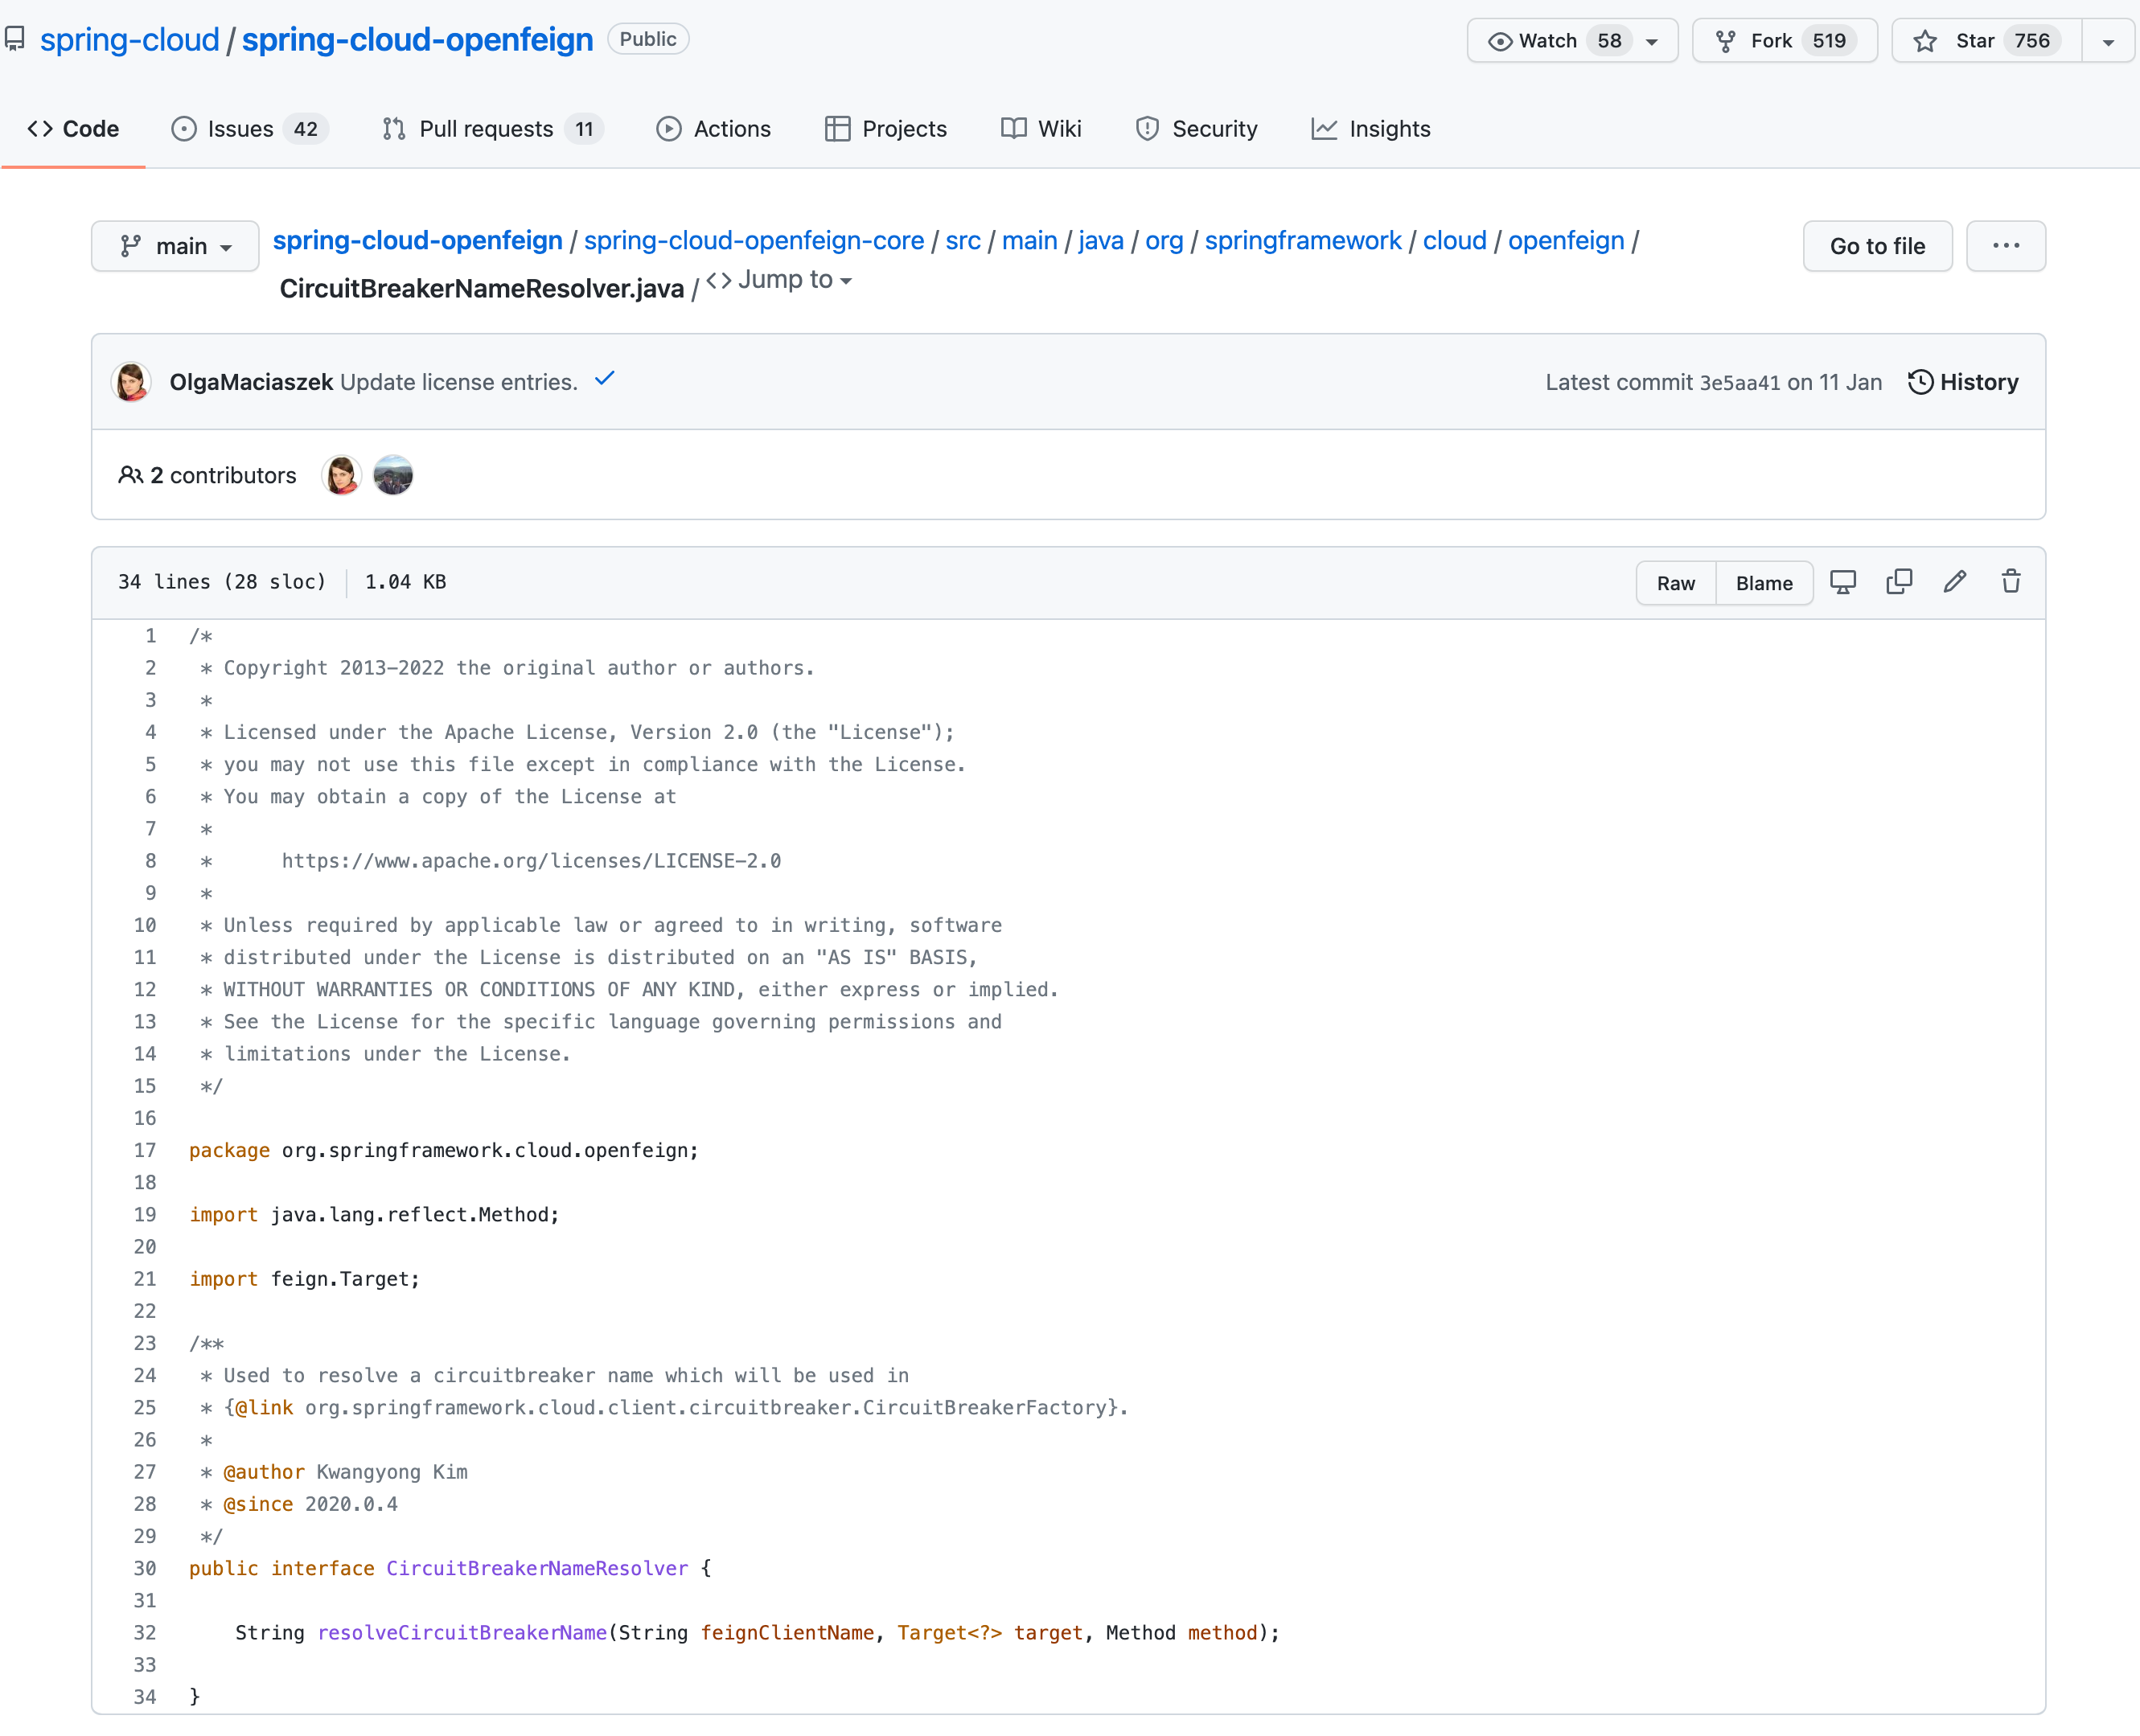 spring-cloud / spring-cloud-openfeign Public Watch 58 Fork 519 Star 756
Code Issues 42 Pull requests 11 Actions Projects Wiki Security Insights
main spring-cloud-openfeign / spring-cloud-openfeign-core / src / main / java / org / springframework / cloud / openfeign / Go to file ...
CircuitBreakerNameResolver.java / <> Jump to
OlgaMaciaszek Update license entries. Latest commit 3e5aa41 on 11 Jan History
2 contributors
34 lines (28 sloc) 1.04 KB Raw Blame
1 /*
2  * Copyright 2013-2022 the original author or authors.
3  *
4  * Licensed under the Apache License, Version 2.0 (the "License");
5  * you may not use this file except in compliance with the License.
6  * You may obtain a copy of the License at
7  *
8  *      https://www.apache.org/licenses/LICENSE-2.0
9  *
10  * Unless required by applicable law or agreed to in writing, software
11  * distributed under the License is distributed on an "AS IS" BASIS,
12  * WITHOUT WARRANTIES OR CONDITIONS OF ANY KIND, either express or implied.
13  * See the License for the specific language governing permissions and
14  * limitations under the License.
15  */
16
17 package org.springframework.cloud.openfeign;
18
19 import java.lang.reflect.Method;
20
21 import feign.Target;
22
23 /**
24  * Used to resolve a circuitbreaker name which will be used in
25  * {@link org.springframework.cloud.client.circuitbreaker.CircuitBreakerFactory}.
26  *
27  * @author Kwangyong Kim
28  * @since 2020.0.4
29  */
30 public interface CircuitBreakerNameResolver {
31
32     String resolveCircuitBreakerName(String feignClientName, Target<?> target, Method method);
33
34 }